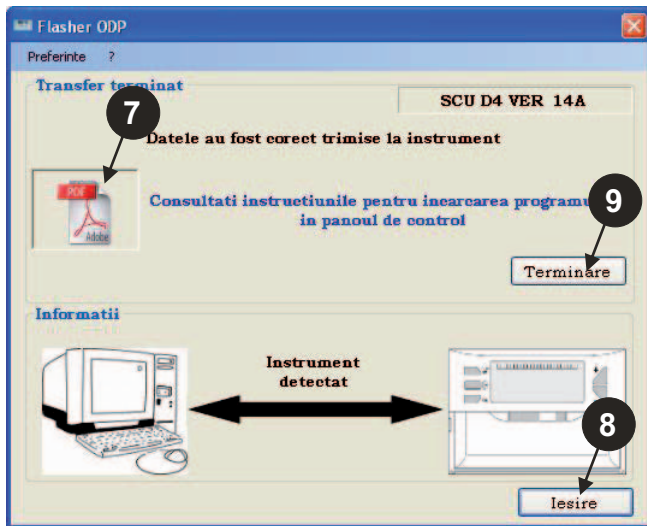 Flasher ODP
Preferinte ?
Transfer terminat
SCU D4 VER 14A
7
Datele au fost corect trimise la instrument
PDF
Adobe
Consultati instructiunile pentru incarcarea
in panoul de control
9
Terminare
Informatii
Instrument
detectat
8
Iesire